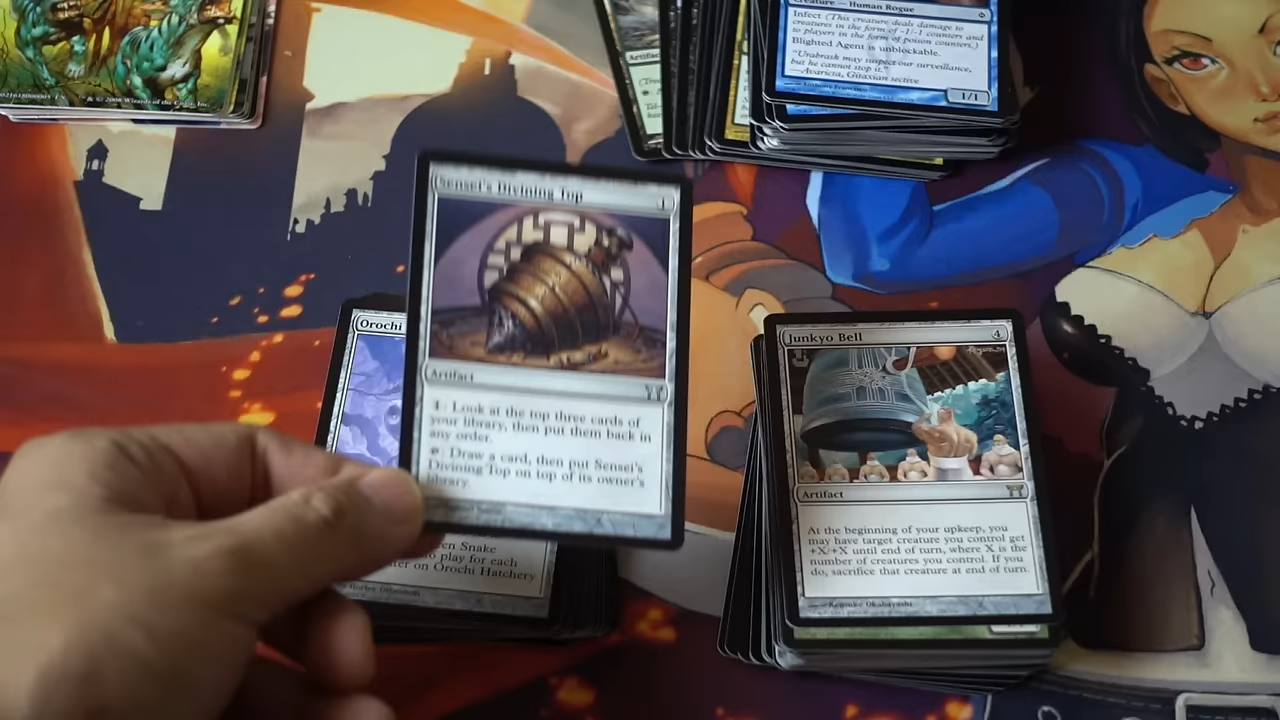 & © 2008 Wizards of the Coast, Inc.
Artifact
Creature — Human Rogue
Infect (This creature deals damage to
creatures in the form of -1/-1 counters and
to players in the form of poison counters.)
Blighted Agent is unblockable.
"Urabrask may suspect our surveillance,
but he cannot stop it."
—Avaricta, Gitaxian sective
Anthony Francisco
1/1
Sensei's Divining Top 1
Artifact
1: Look at the top three cards of
your library, then put them back in
any order.
: Draw a card, then put Sensei's
Divining Top on top of its owner's
library.
Orochi
Snake
to play for each
on Orochi Hatchery
Junkyo Bell 4
Artifact
At the beginning of your upkeep, you
may have target creature you control get
+X/+X until end of turn, where X is the
number of creatures you control. If you
do, sacrifice that creature at end of turn.